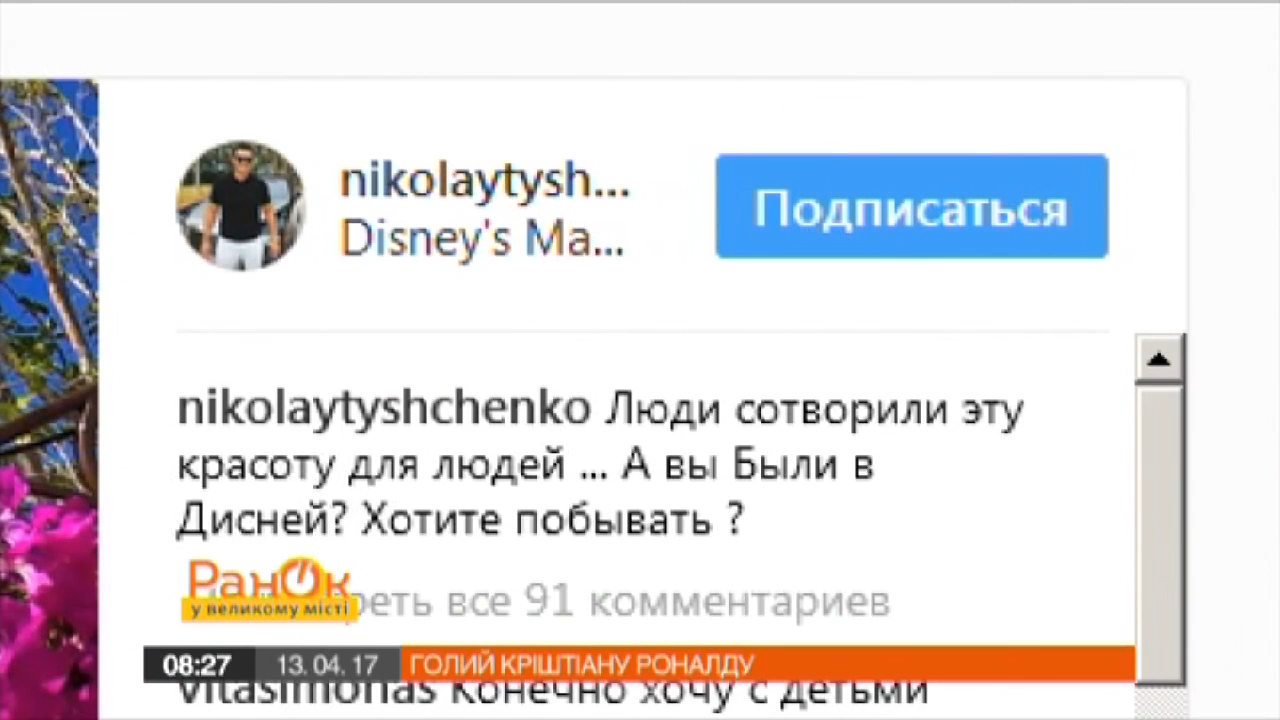 nikolaytysh...
Disney's Ma...
Подписаться
nikolaytyshchenko Люди сотворили эту
красоту для людей ... А вы Были в
Дисней? Хотите побывать ?
Ранок
у великому місті
реть все 91 комментариев
08:27 13. 04. 17 ГОЛИЙ КРІШТІАНУ РОНАЛДУ
Конечно хочу с детьми